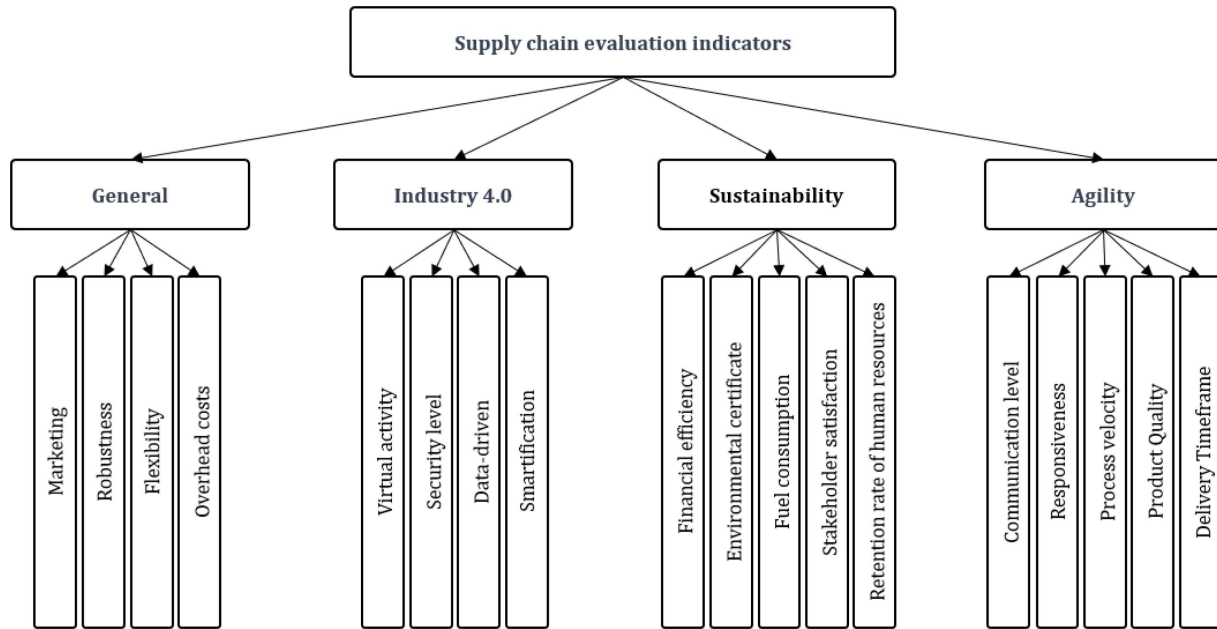 Supply chain evaluation indicators
General
Industry 4.0
Sustainability
Agility
Marketing
Robustness
Flexibility
Overhead costs
Virtual activity
Security level
Data-driven
Smartification
Financial efficiency
Environmental certificate
Fuel consumption
Stakeholder satisfaction
Retention rate of human resources
Communication level
Responsiveness
Process velocity
Product Quality
Delivery Timeframe